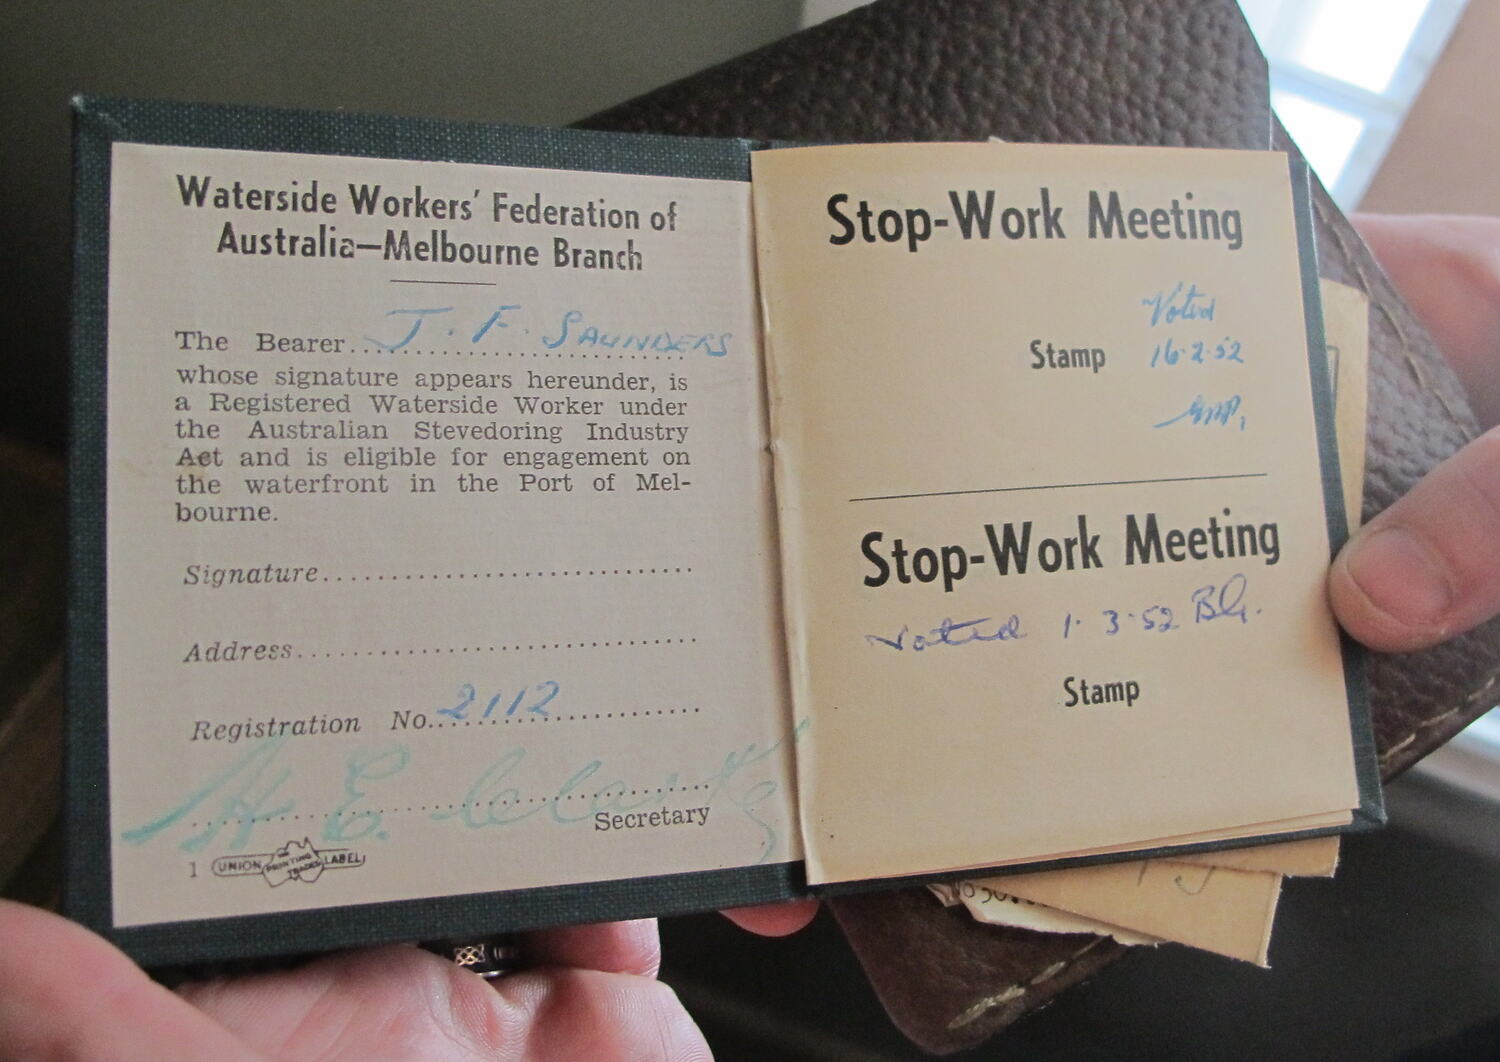 Waterside Workers' Federation of
Australia—Melbourne Branch
The Bearer.... J. F. SAUNDERS
whose signature appears hereunder, is
a Registered Waterside Worker under
the Australian Stevedoring Industry
Act and is eligible for engagement on
the waterfront in the Port of Mel-
bourne.
Signature
Address
Registration No. 2112
H. E. Clarke
Secretary
1 UNION PRINTING TRADES LABEL
Stop-Work Meeting
Voted
Stamp 16.2.52
Stop-Work Meeting
Voted 1.3.52
Stamp